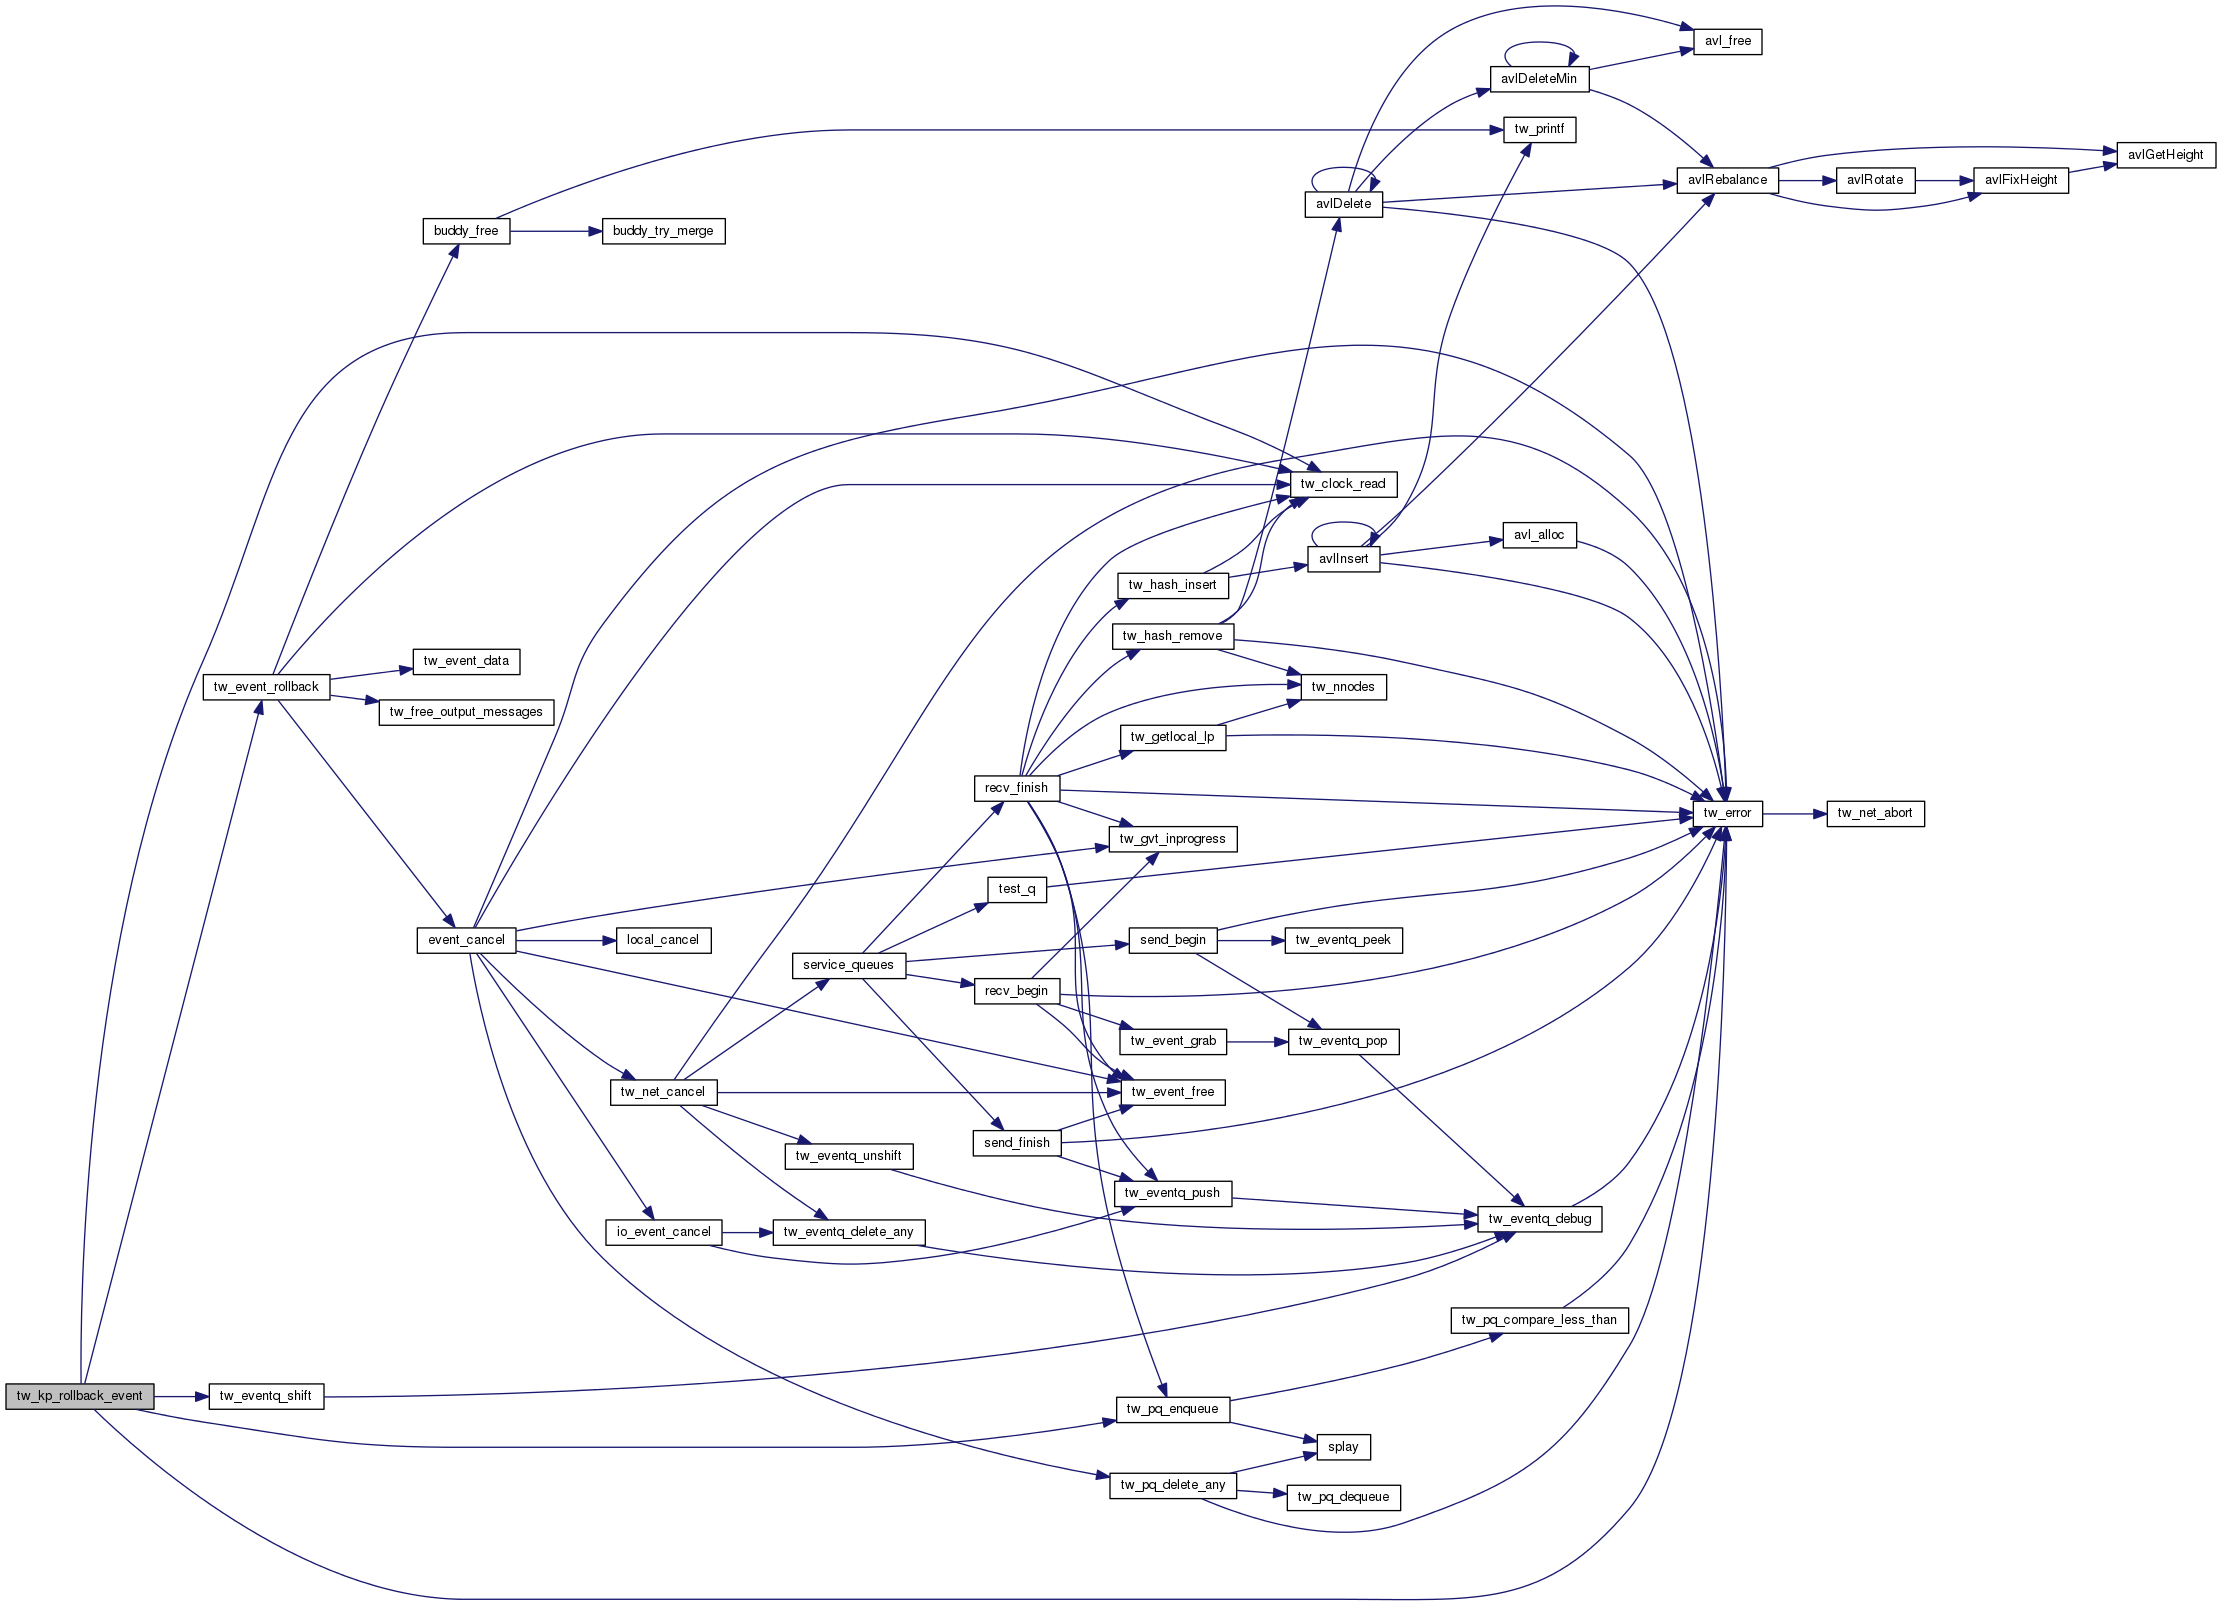 avl_free
avlDeleteMin
tw_printf
avlGetHeight
avlRebalance
avlRotate
avlFixHeight
avlDelete
buddy_free
buddy_try_merge
tw_clock_read
avl_alloc
avlInsert
tw_hash_insert
tw_hash_remove
tw_event_data
tw_event_rollback
tw_nnodes
tw_free_output_messages
tw_getlocal_lp
recv_finish
tw_error
tw_net_abort
tw_gvt_inprogress
test_q
event_cancel
local_cancel
send_begin
tw_eventq_peek
service_queues
recv_begin
tw_event_grab
tw_eventq_pop
tw_net_cancel
tw_event_free
send_finish
tw_eventq_unshift
tw_eventq_push
tw_eventq_debug
io_event_cancel
tw_eventq_delete_any
tw_pq_compare_less_than
tw_kp_rollback_event
tw_eventq_shift
tw_pq_enqueue
splay
tw_pq_delete_any
tw_pq_dequeue